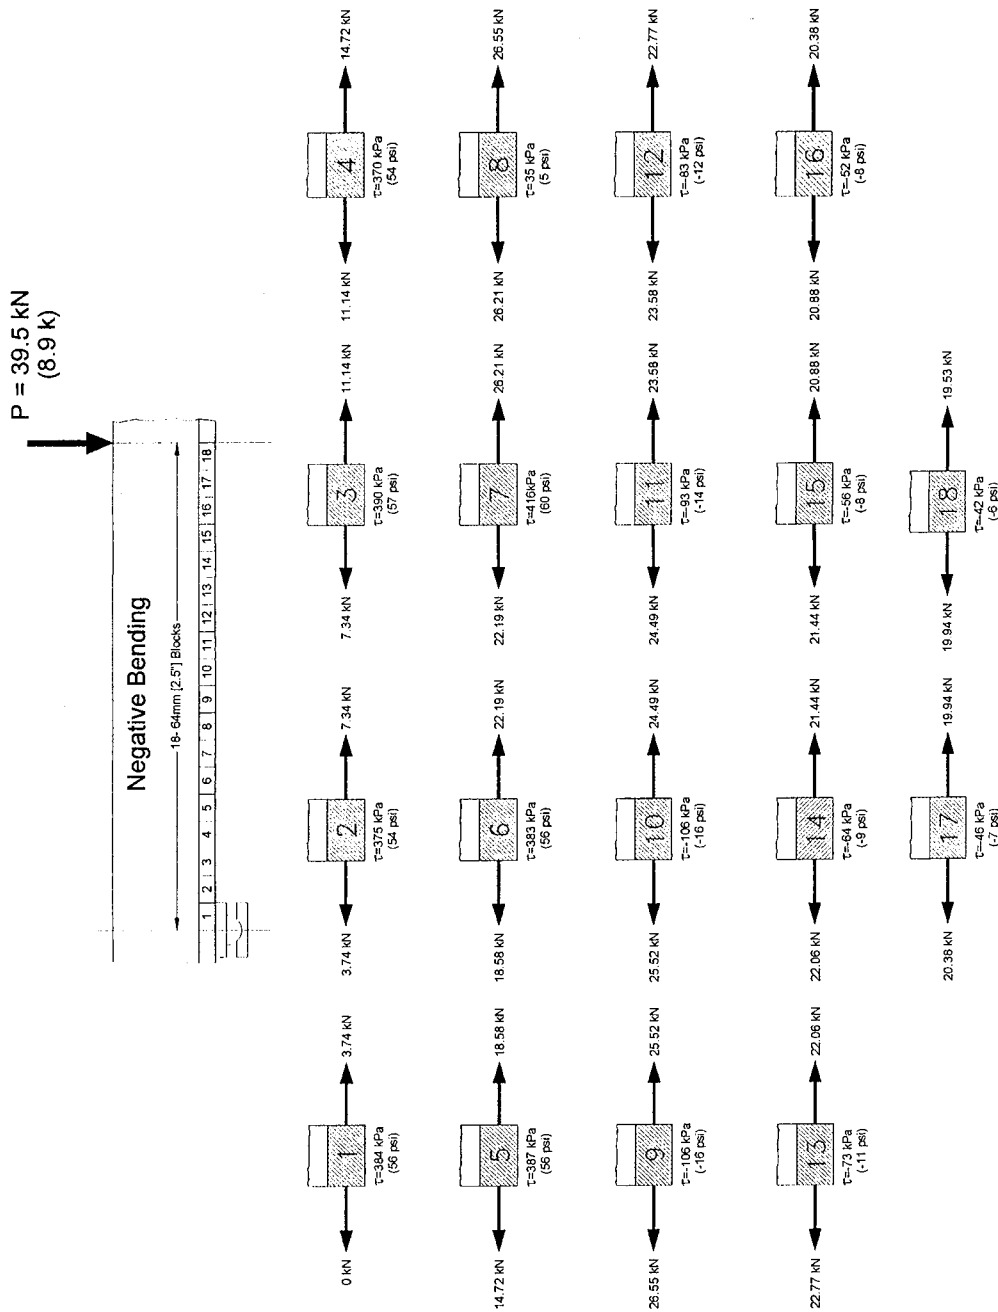 P = 39.5 kN
(8.9 k)
Negative Bending
18- 64mm [2.5"] Blocks
1 2 3 4 5 6 7 8 9 10 11 12 13 14 15 16 17 18
0 kN 1 3.74 kN
τ=384 kPa
(56 psi)
3.74 kN 2 7.34 kN
τ=375 kPa
(54 psi)
7.34 kN 3 11.14 kN
τ=390 kPa
(57 psi)
11.14 kN 4 14.72 kN
τ=370 kPa
(54 psi)
14.72 kN 5 18.58 kN
τ=387 kPa
(56 psi)
18.58 kN 6 22.19 kN
τ=383 kPa
(56 psi)
22.19 kN 7 26.21 kN
τ=416kPa
(60 psi)
26.21 kN 8 26.55 kN
τ=35 kPa
(5 psi)
26.55 kN 9 25.52 kN
τ=-106 kPa
(-16 psi)
25.52 kN 10 24.49 kN
τ=-106 kPa
(-16 psi)
24.49 kN 11 23.58 kN
τ=-93 kPa
(-14 psi)
23.58 kN 12 22.77 kN
τ=-83 kPa
(-12 psi)
22.77 kN 13 22.06 kN
τ=-73 kPa
(-11 psi)
22.06 kN 14 21.44 kN
τ=-64 kPa
(-9 psi)
21.44 kN 15 20.88 kN
τ=-56 kPa
(-8 psi)
20.88 kN 16 20.38 kN
τ=-52 kPa
(-8 psi)
20.38 kN 17 19.94 kN
τ=-46 kPa
(-7 psi)
19.94 kN 18 19.53 kN
τ=-42 kPa
(-6 psi)